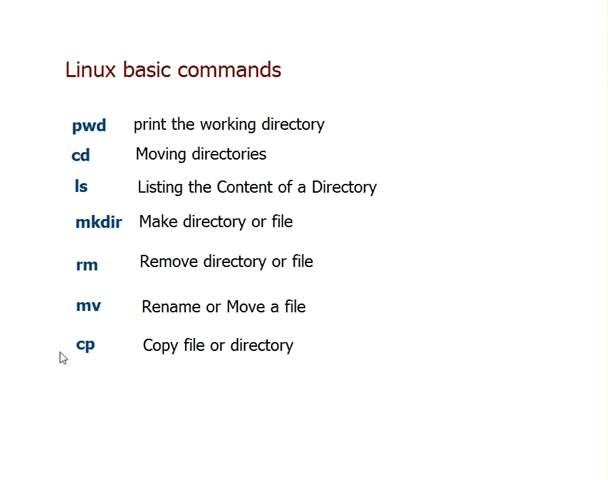 Linux basic commands
pwd print the working directory
cd Moving directories
ls Listing the Content of a Directory
mkdir Make directory or file
rm Remove directory or file
mv Rename or Move a file
cp Copy file or directory